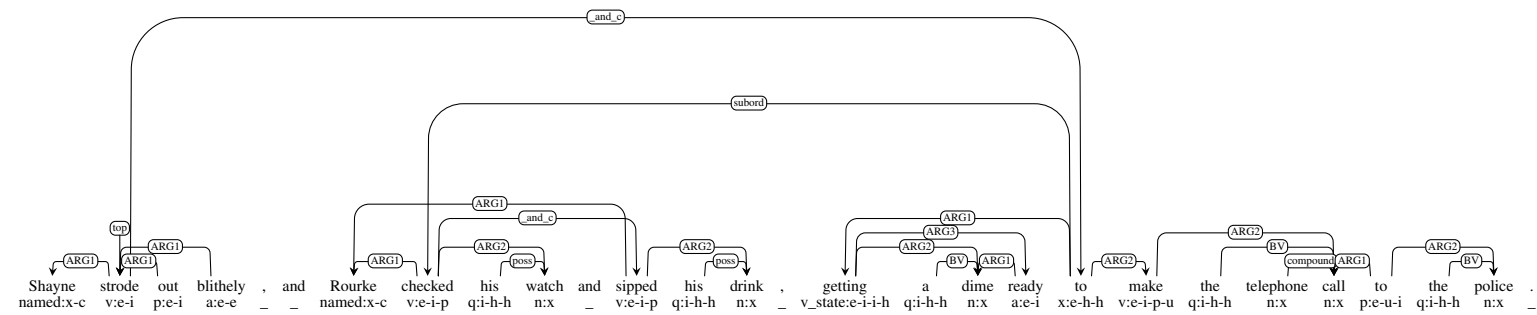 _and_c
subord
ARG1
top _and_c ARG1
ARG3
ARG1 ARG2 ARG2 ARG2 ARG2 BV ARG2
ARG1 ARG1 ARG1 poss poss BV ARG1 ARG2 compound ARG1 BV
Shayne strode out blithely , and Rourke checked his watch and sipped his drink , getting a dime ready to make the telephone call to the police .
named:x-c v:e-i p:e-i a:e-e _ _ named:x-c v:e-i-p q:i-h-h n:x _ v:e-i-p q:i-h-h n:x _ v_state:e-i-i-h q:i-h-h n:x a:e-i x:e-h-h v:e-i-p-u q:i-h-h n:x n:x p:e-u-i q:i-h-h n:x _